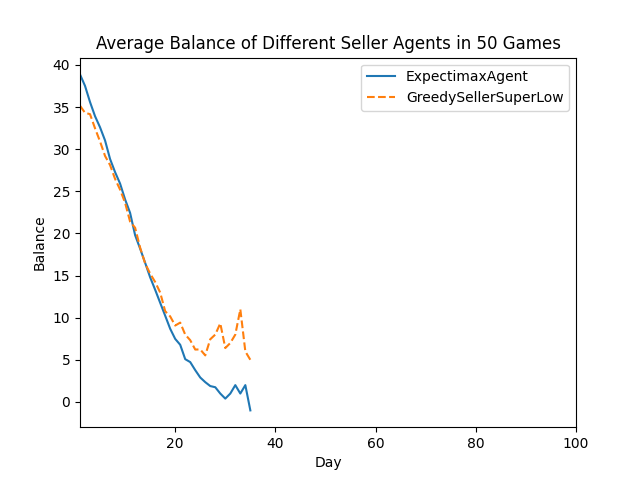 Average Balance of Different Seller Agents in 50 Games
ExpectimaxAgent
GreedySellerSuperLow
40
35
30
25
20
15
10
5
0
Balance
20
40
60
80
100
Day